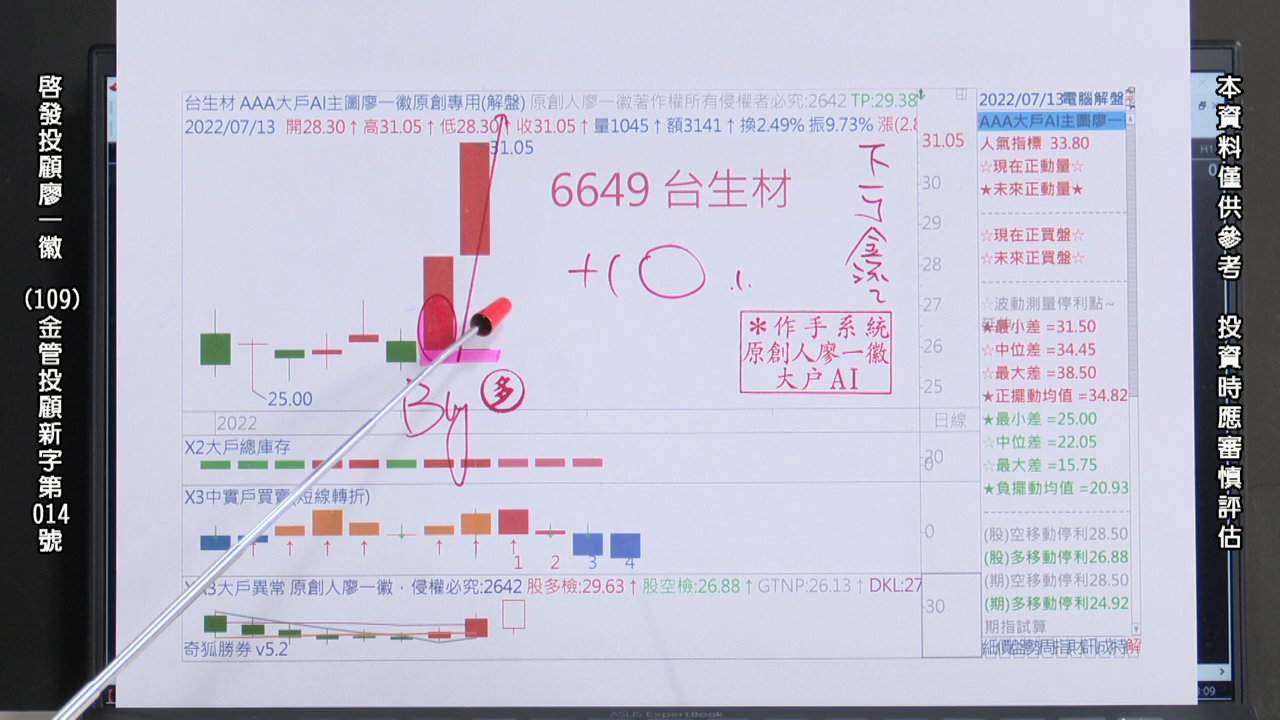 啓發投顧廖一徽 (109)金管投顧新字第014號
本資料僅供參考 投資時應審慎評估
台生材 AAA大戶AI主圖廖一徽原創專用(解盤) 原創人廖一徽著作權所有侵權者必究:2642 TP:29.38
2022/07/13 開28.30↑ 高31.05↑ 低28.30↑ 收31.05↑ 量1045↑ 額3141↑ 換2.49% 振9.73% 漲(2.8
31.05
6649 台生材
25.00
Buy
多
＊作手系統
原創人廖一徽
大户AI
31.05
30
29
28
27
26
25
2022
日線
X2大戶總庫存
20
0
X3中實戶買賣(短線轉折)
0
1 2 3 4
大戶異常 原創人廖一徽．侵權必究:2642 股多檢:29.63↑ 股空檢:26.88↑ GTNP:26.13↑ DKL:27
30
奇狐勝券 v5.2
2022/07/13電腦解盤
AAA大戶AI主圖廖一
人氣指標 33.80
☆現在正動量☆
★未來正動量★
☆現在正買盤☆
☆未來正買盤☆
☆波動測量停利點~
★最小差 =31.50
☆中位差 =34.45
☆最大差 =38.50
★正擺動均值 =34.82
★最小差 =25.00
☆中位差 =22.05
☆最大差 =15.75
★負擺動均值 =20.93
(股)空移動停利28.50
(股)多移動停利26.88
(期)空移動停利28.50
(期)多移動停利24.92
期指試算
ASUS ExpertBook